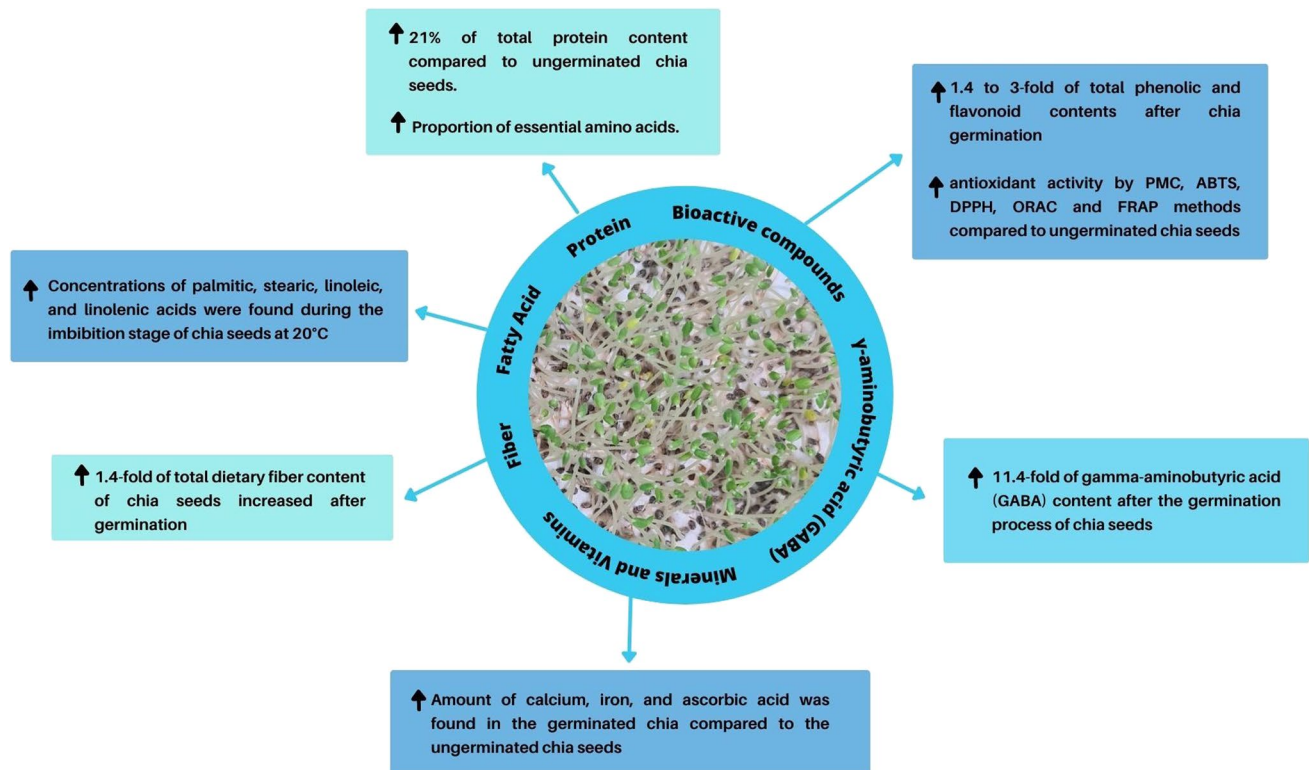 ↑ 21% of total protein content
compared to ungerminated chia
seeds.
↑ Proportion of essential amino acids.
↑ 1.4 to 3-fold of total phenolic and
flavonoid contents after chia
germination
↑ antioxidant activity by PMC, ABTS,
DPPH, ORAC and FRAP methods
compared to ungerminated chia seeds
↑ Concentrations of palmitic, stearic, linoleic,
and linolenic acids were found during the
imbibition stage of chia seeds at 20°C
Protein
Bioactive compounds
Fatty Acid
γ-aminobutyric acid (GABA)
Fiber
Minerals and Vitamins
↑ 1.4-fold of total dietary fiber content
of chia seeds increased after
germination
↑ 11.4-fold of gamma-aminobutyric acid
(GABA) content after the germination
process of chia seeds
↑ Amount of calcium, iron, and ascorbic acid was
found in the germinated chia compared to the
ungerminated chia seeds